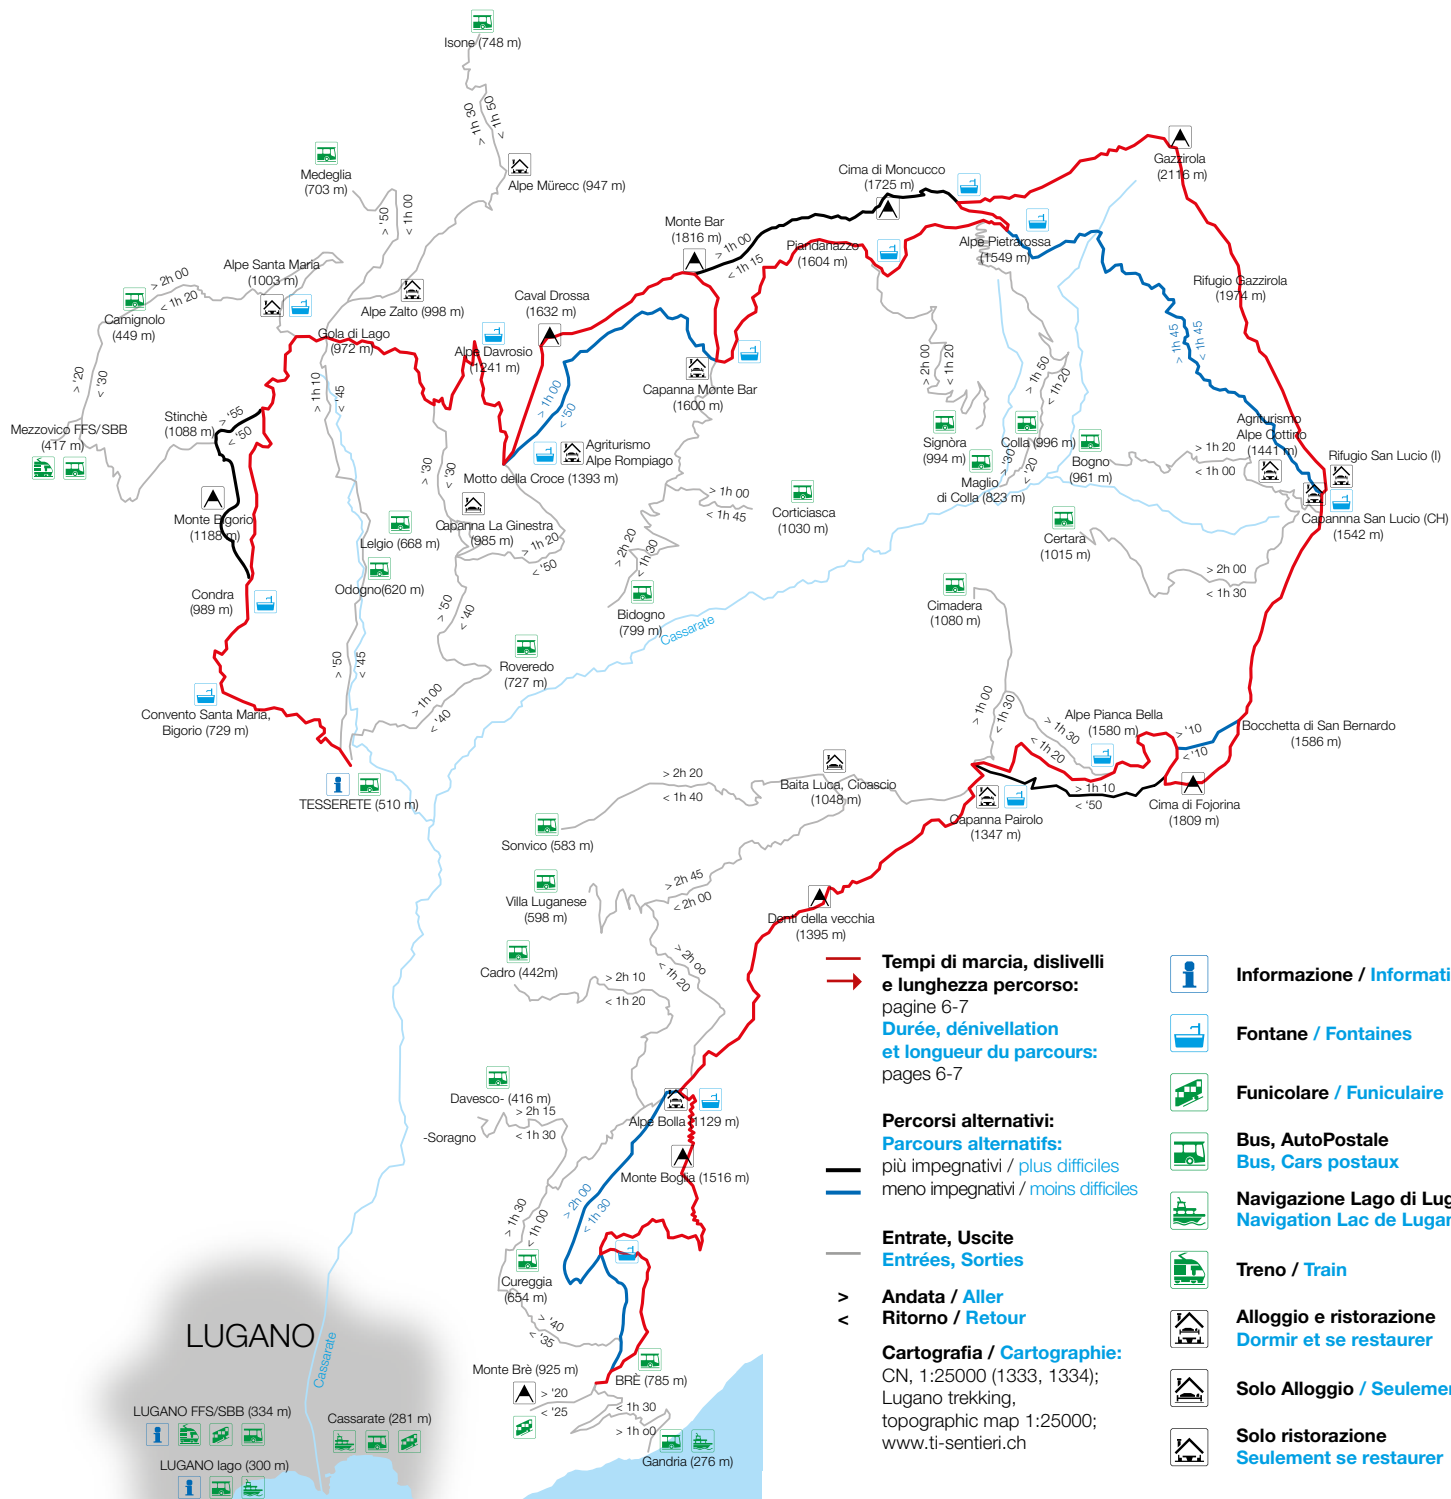 Isone (748 m)
> 1h 30
< 1h 50
Medeglia
(703 m)
Alpe Mürecc (947 m)
> '50
< 1h 00
Alpe Santa Maria
(1003 m)
> 2h 00
< 1h 20
Camignolo
(449 m)
Alpe Zalto (998 m)
Gola di Lago
(972 m)
Caval Drossa
(1632 m)
Alpe Davrosio
(1241 m)
Monte Bar
(1816 m)
> 1h 00
< 1h 15
Cima di Moncucco
(1725 m)
Piandanazzo
(1604 m)
Alpe Pietrarossa
(1549 m)
Gazzirola
(2116 m)
Rifugio Gazzirola
(1974 m)
> 1h 45
< 1h 45
> '20
< '30
Mezzovico FFS/SBB
(417 m)
Stinchè
(1088 m)
> '55
< '50
> 1h 10
< '45
> 1h 00
< '50
Capanna Monte Bar
(1600 m)
> 2h 00
< 1h 20
> 1h 50
< 1h 20
Agriturismo
Alpe Rompiago
Motto della Croce (1393 m)
Signòra
(994 m)
Colla (996 m)
Maglio
di Colla (823 m)
> '30
< '20
Bogno
(961 m)
> 1h 20
< 1h 00
Agriturismo
Alpe Cottino
(1441 m)
Rifugio San Lucio (I)
Capannna San Lucio (CH)
(1542 m)
Monte Bigorio
(1188 m)
> '30
< '30
Capanna La Ginestra
(985 m)
Lelgio (668 m)
> 1h 20
< '50
> 1h 00
< 1h 45
Corticiasca
(1030 m)
Certara
(1015 m)
> 2h 00
< 1h 30
Condra
(989 m)
Odogno(620 m)
> '50
< '40
> 2h 20
< 1h 30
Bidogno
(799 m)
Cassarate
Cimadera
(1080 m)
Convento Santa Maria,
Bigorio (729 m)
> '50
< '45
> 1h 00
< '40
Roveredo
(727 m)
> 1h 00
< 1h 30
> 1h 30
< 1h 20
Alpe Pianca Bella
(1580 m)
> '10
< '10
Bocchetta di San Bernardo
(1586 m)
TESSERETE (510 m)
> 2h 20
< 1h 40
Baita Luca, Cioascio
(1048 m)
> 1h 10
< '50
Capanna Pairolo
(1347 m)
Cima di Fojorina
(1809 m)
Sonvico (583 m)
Villa Luganese
(598 m)
> 2h 45
< 2h 00
Denti della vecchia
(1395 m)
Cadro (442m)
> 2h 10
< 1h 20
> 2h 00
< 1h 20
Davesco- (416 m)
-Soragno
> 2h 15
< 1h 30
Alpe Bolla (1129 m)
Monte Boglia (1516 m)
> 2h 00
< 1h 30
> 1h 30
< 1h 00
Cureggia
(654 m)
> '40
< '35
LUGANO
Cassarate
Monte Brè (925 m)
> '20
< '25
BRÈ (785 m)
< 1h 30
> 1h o0
Gandria (276 m)
LUGANO FFS/SBB (334 m)
Cassarate (281 m)
LUGANO lago (300 m)
Tempi di marcia, dislivelli
e lunghezza percorso:
pagine 6-7
Durée, dénivellation
et longueur du parcours:
pages 6-7
Percorsi alternativi:
Parcours alternatifs:
più impegnativi / plus difficiles
meno impegnativi / moins difficiles
Entrate, Uscite
Entrées, Sorties
> Andata / Aller
< Ritorno / Retour
Cartografia / Cartographie:
CN, 1:25000 (1333, 1334);
Lugano trekking,
topographic map 1:25000;
www.ti-sentieri.ch
Informazione / Informati
Fontane / Fontaines
Funicolare / Funiculaire
Bus, AutoPostale
Bus, Cars postaux
Navigazione Lago di Lug
Navigation Lac de Lugan
Treno / Train
Alloggio e ristorazione
Dormir et se restaurer
Solo Alloggio / Seulemen
Solo ristorazione
Seulement se restaurer